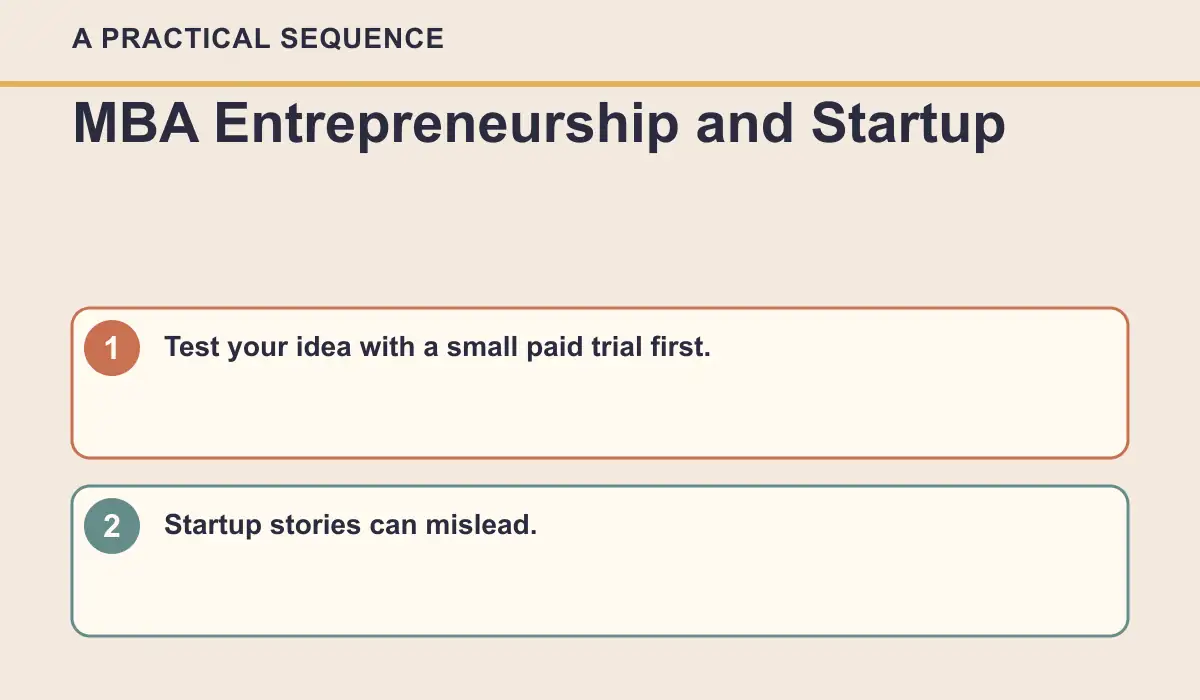 A PRACTICAL SEQUENCE
MBA Entrepreneurship and Startup
1 Test your idea with a small paid trial first.
2 Startup stories can mislead.